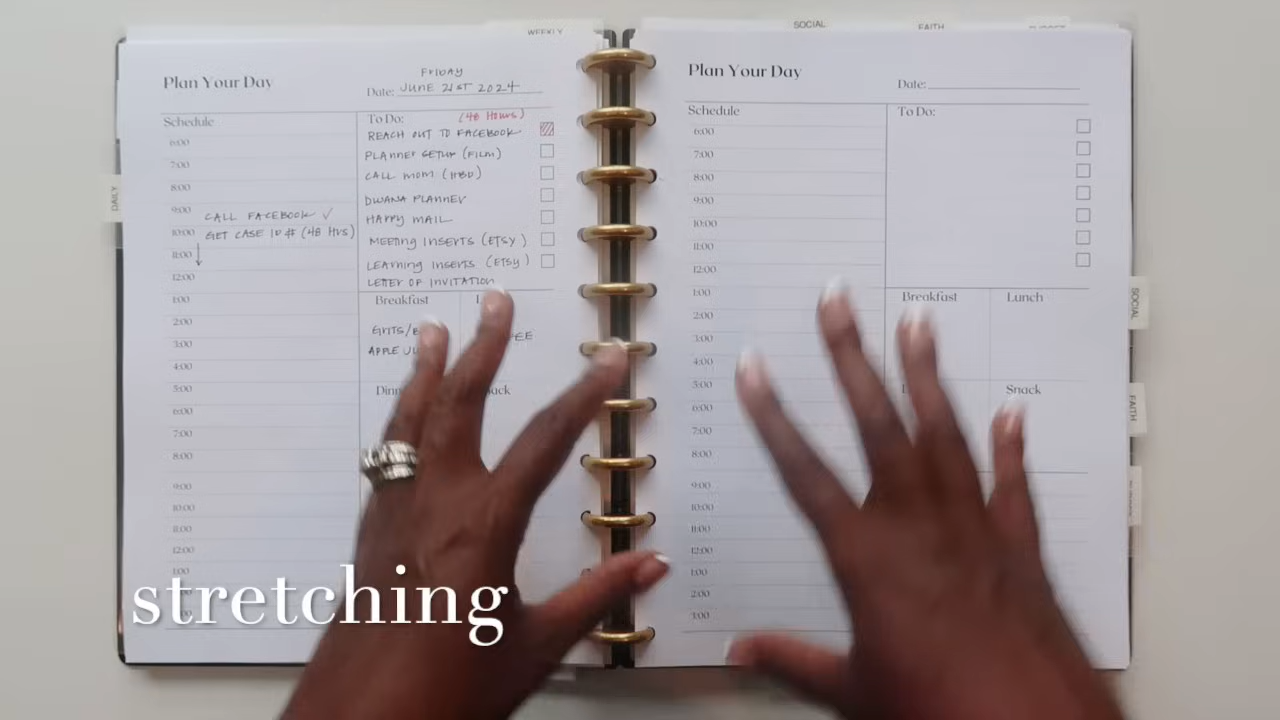 WEEKLY
SOCIAL
FAITH
Plan Your Day
FRIDAY
Date: JUNE 21ST 2024
Schedule
6:00
7:00
8:00
9:00
CALL FACEBOOK ✓
10:00
GET CASE ID # (48 HRS)
11:00
12:00
1:00
2:00
3:00
4:00
5:00
6:00
7:00
8:00
9:00
10:00
11:00
12:00
1:00
To Do: (48 HOURS)
REACH OUT TO FACEBOOK
PLANNER SETUP (FILM)
CALL MOM (HBD)
DWANA PLANNER
HAPPY MAIL
MEETING INSERTS (ETSY)
LEARNING INSERTS (ETSY)
LETTER OF INVITATION
Breakfast
GRITS/
APPLE
DAILY
Plan Your Day
Date:
Schedule
6:00
7:00
8:00
9:00
10:00
11:00
12:00
1:00
2:00
3:00
4:00
5:00
6:00
7:00
8:00
9:00
10:00
11:00
12:00
1:00
2:00
3:00
To Do:
Breakfast
Lunch
Snack
SOCIAL
FAITH
stretching